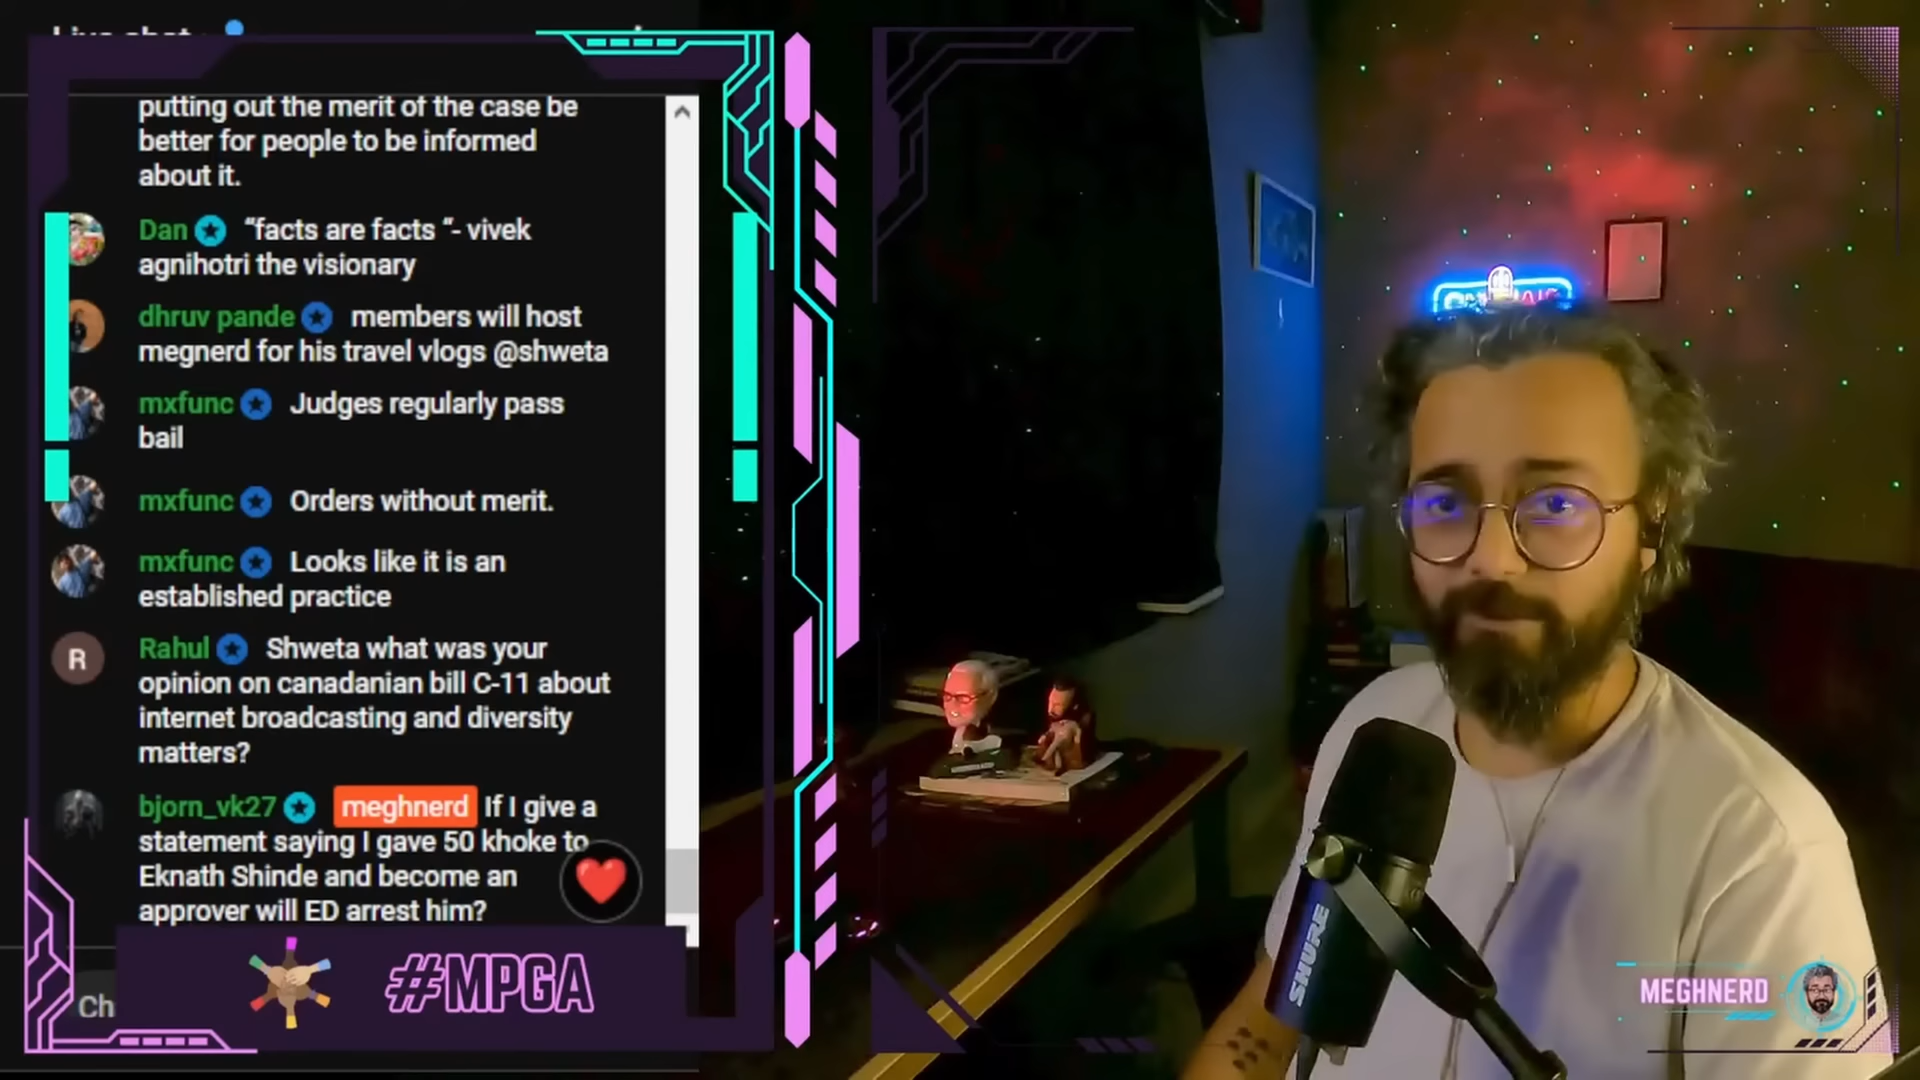 Live chat
putting out the merit of the case be
better for people to be informed
about it.
Dan "facts are facts "- vivek
agnihotri the visionary
dhruv pande members will host
megnerd for his travel vlogs @shweta
mxfunc Judges regularly pass
bail
mxfunc Orders without merit.
mxfunc Looks like it is an
established practice
R
Rahul Shweta what was your
opinion on canadanian bill C-11 about
internet broadcasting and diversity
matters?
bjorn_vk27 meghnerd If I give a
statement saying I gave 50 khoke to
Eknath Shinde and become an
approver will ED arrest him?
Ch
#MPGA
SHURE
MEGHNERD